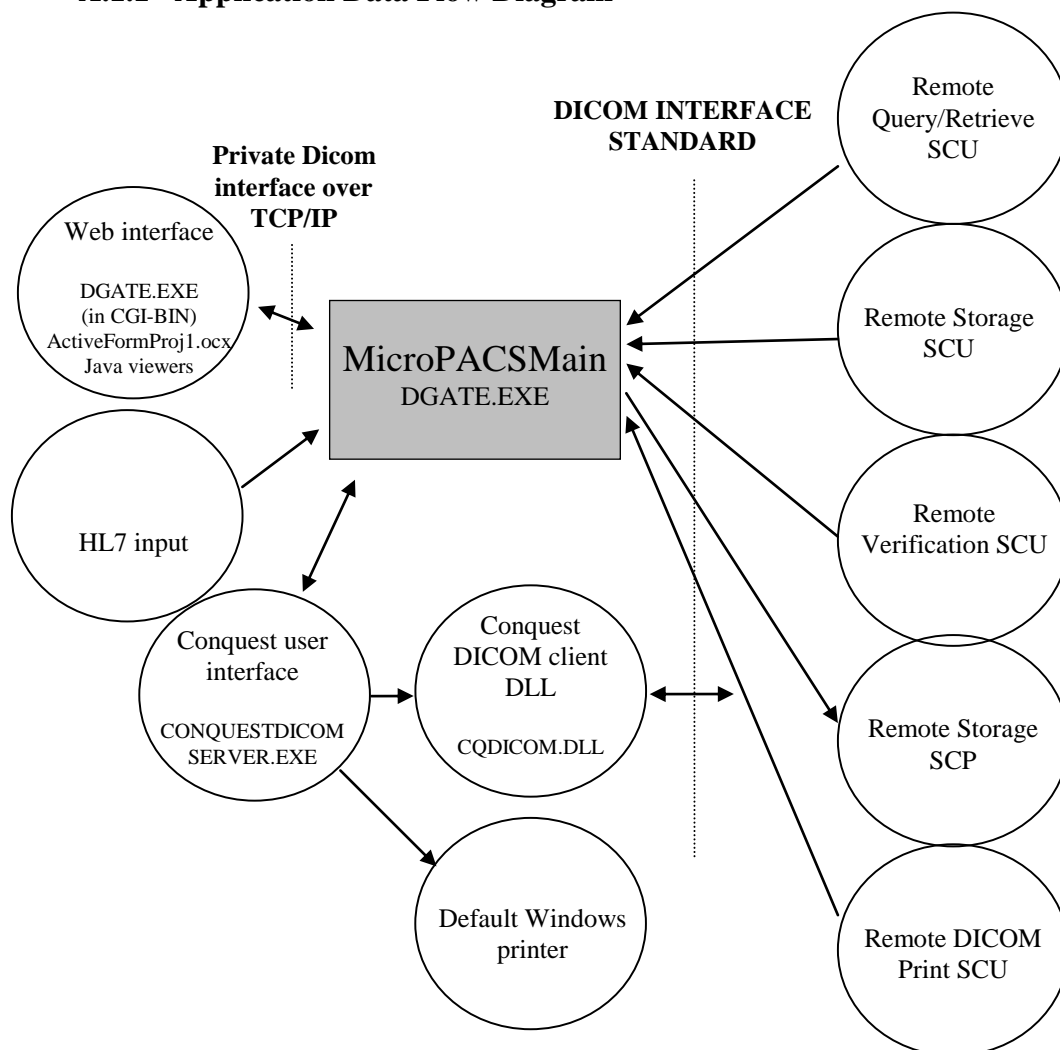 A.1.1 Application Data Flow Diagram
Remote
Query/Retrieve
SCU
DICOM INTERFACE
STANDARD
Private Dicom
interface over
TCP/IP
Web interface
DGATE.EXE
(in CGI-BIN)
ActiveFormProj1.ocx
Java viewers
MicroPACSMain
DGATE.EXE
Remote Storage
SCU
HL7 input
Remote
Verification SCU
Conquest user
interface
CONQUESTDICOM
SERVER.EXE
Conquest
DICOM client
DLL
CQDICOM.DLL
Remote Storage
SCP
Default Windows
printer
Remote DICOM
Print SCU